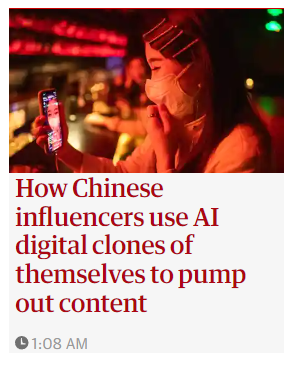 How Chinese
influencers use AI
digital clones of
themselves to pump
out content
1:08 AM